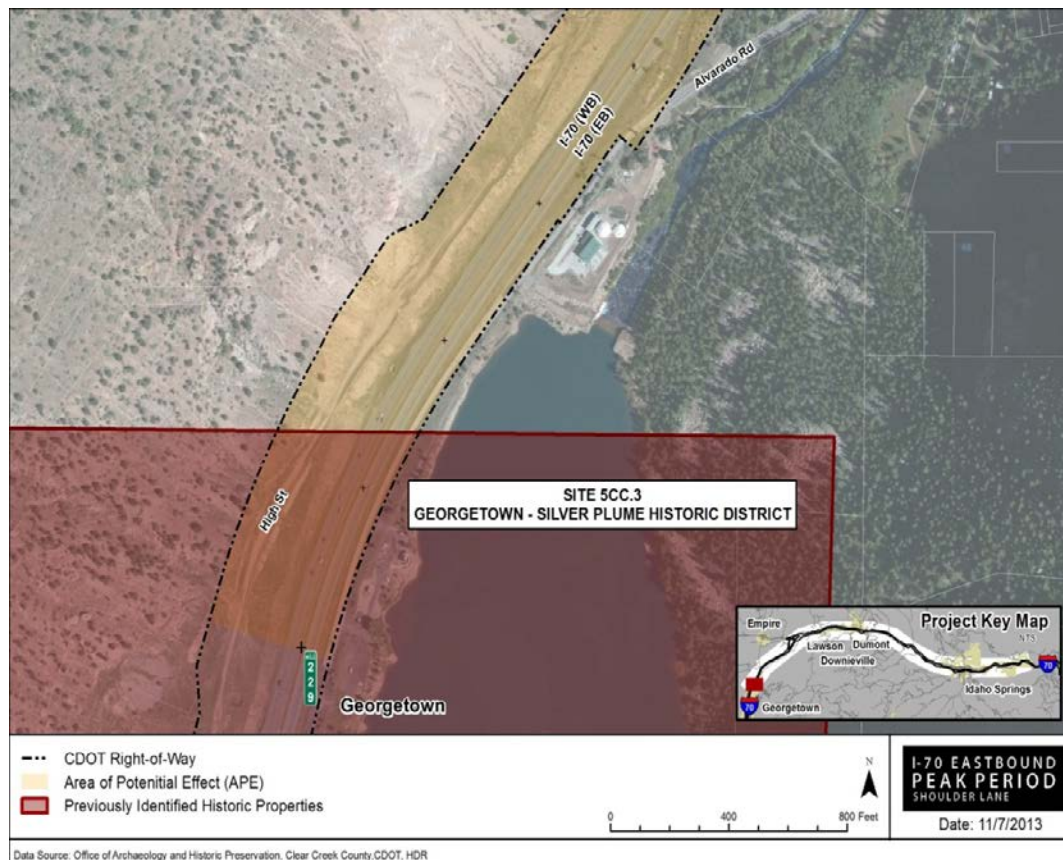 Alvarado Rd
I-70 (WB)
I-70 (EB)
High St
SITE 5CC.3
GEORGETOWN - SILVER PLUME HISTORIC DISTRICT
229
Georgetown
Project Key Map
NTS
Empire
Lawson
Dumont
Downieville
Idaho Springs
70
70
Georgetown
CDOT Right-of-Way
Area of Potenitial Effect (APE)
Previously Identified Historic Properties
N
0 400 800 Feet
I-70 EASTBOUND
PEAK PERIOD
SHOULDER LANE
Date: 11/7/2013
Data Source: Office of Archaeology and Historic Preservation, Clear Creek County,CDOT, HDR